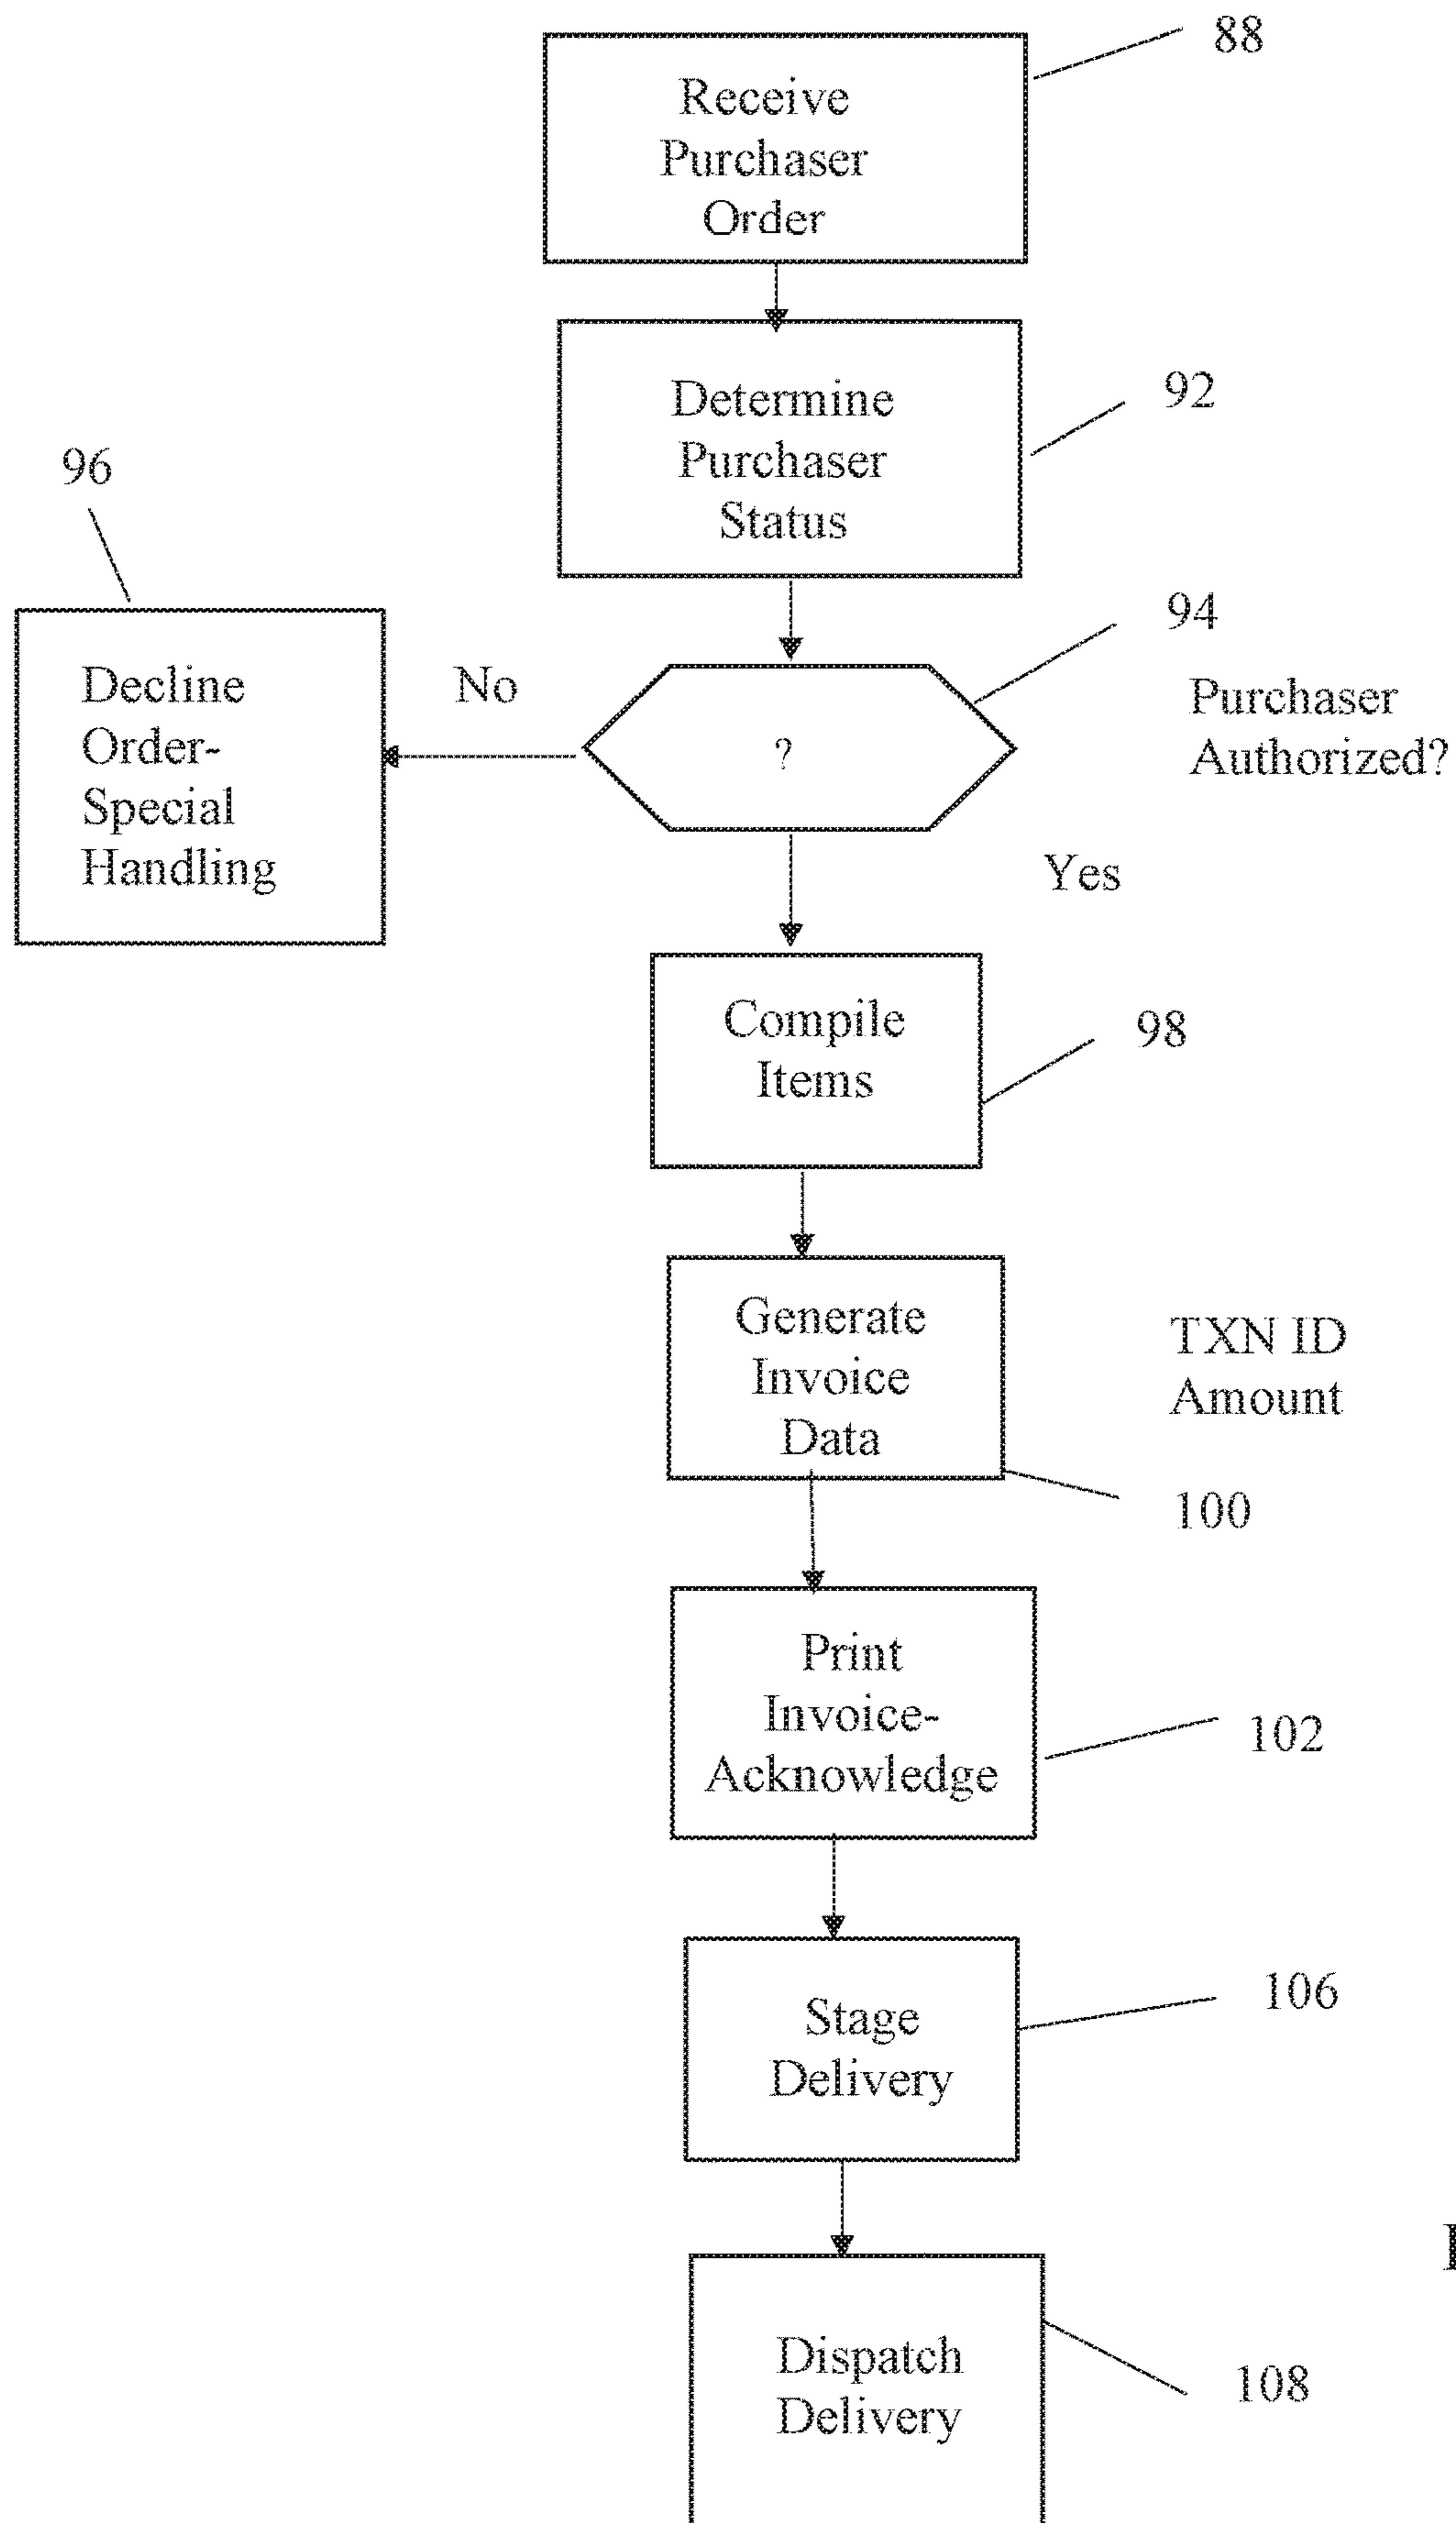 88
Receive
Purchaser
Order
92
Determine
Purchaser
Status
96
94
Purchaser
Authorized?
?
No
Decline
Order-
Special
Handling
Yes
Compile
Items
98
Generate
Invoice
Data
TXN ID
Amount
100
Print
Invoice-
Acknowledge
102
Stage
Delivery
106
Dispatch
Delivery
108